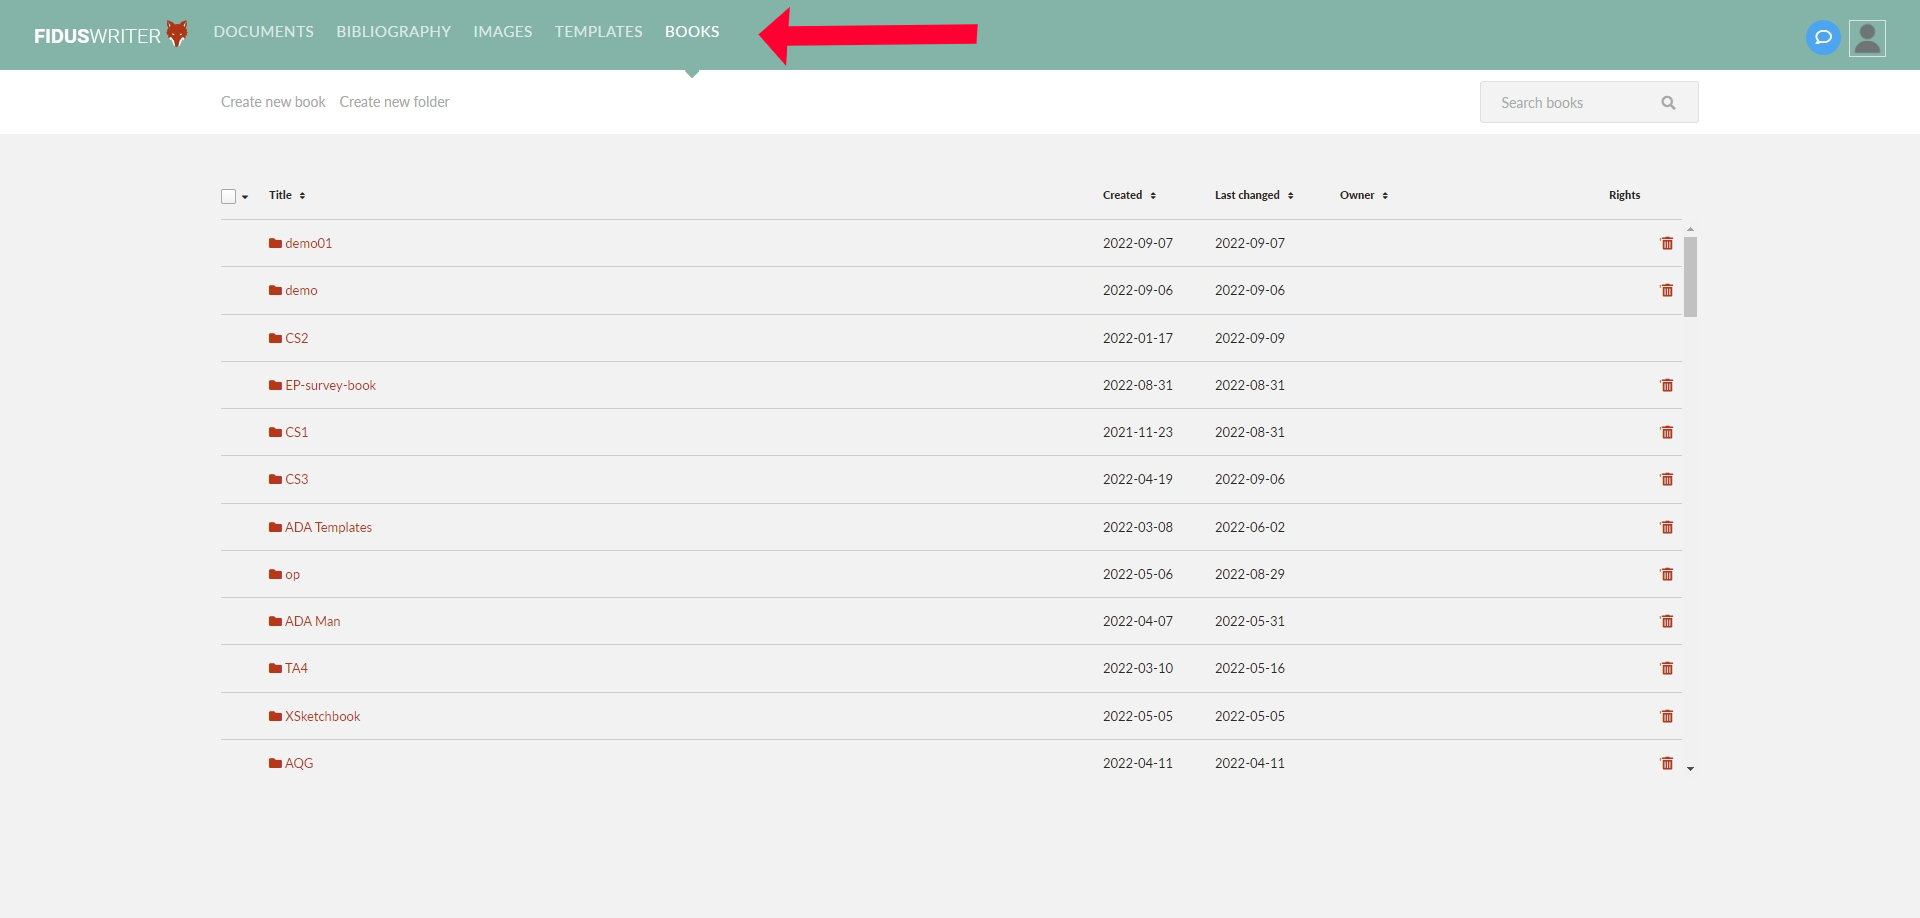 FIDUSWRITER DOCUMENTS BIBLIOGRAPHY IMAGES TEMPLATES BOOKS
Create new book Create new folder Search books
Title Created Last changed Owner Rights
demo01 2022-09-07 2022-09-07
demo 2022-09-06 2022-09-06
CS2 2022-01-17 2022-09-09
EP-survey-book 2022-08-31 2022-08-31
CS1 2021-11-23 2022-08-31
CS3 2022-04-19 2022-09-06
ADA Templates 2022-03-08 2022-06-02
op 2022-05-06 2022-08-29
ADA Man 2022-04-07 2022-05-31
TA4 2022-03-10 2022-05-16
XSketchbook 2022-05-05 2022-05-05
AQG 2022-04-11 2022-04-11